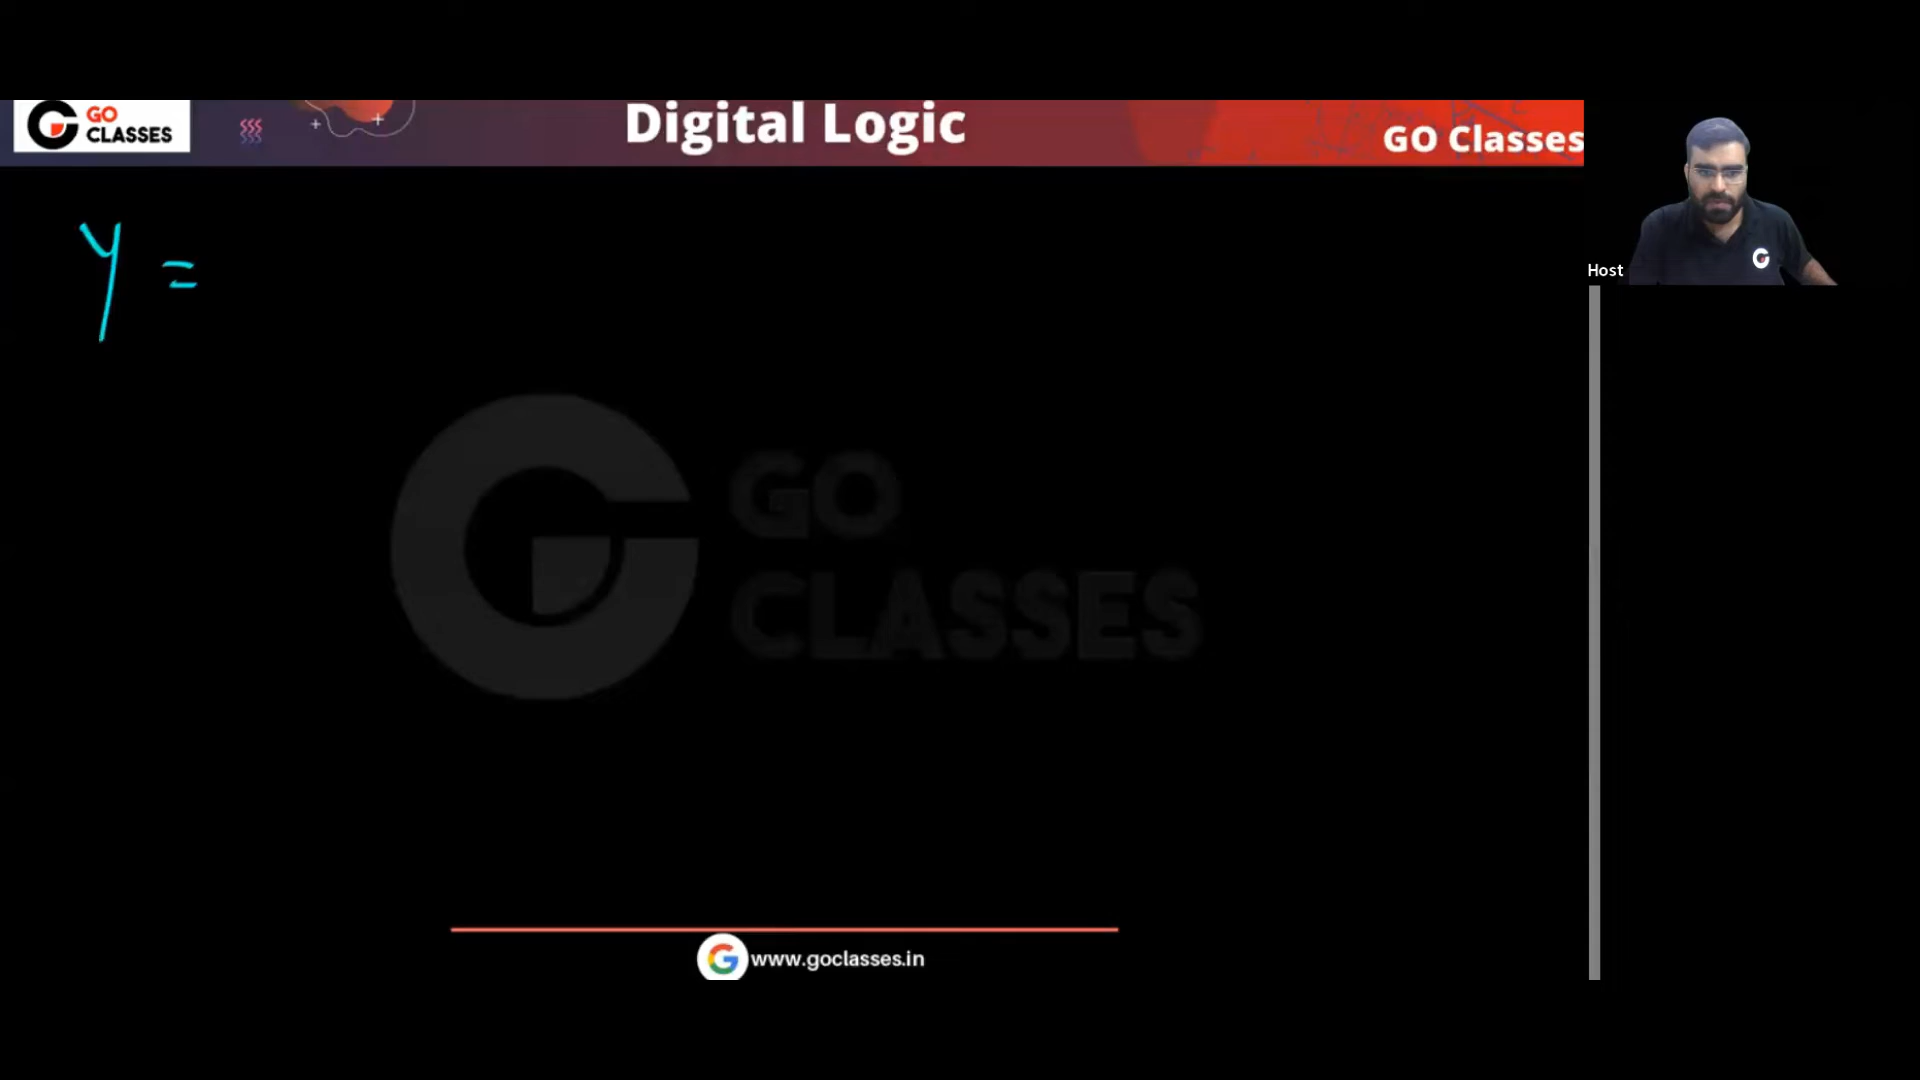 GO
CLASSES
Digital Logic
GO Classes
Host
y =
GO
CLASSES
www.goclasses.in